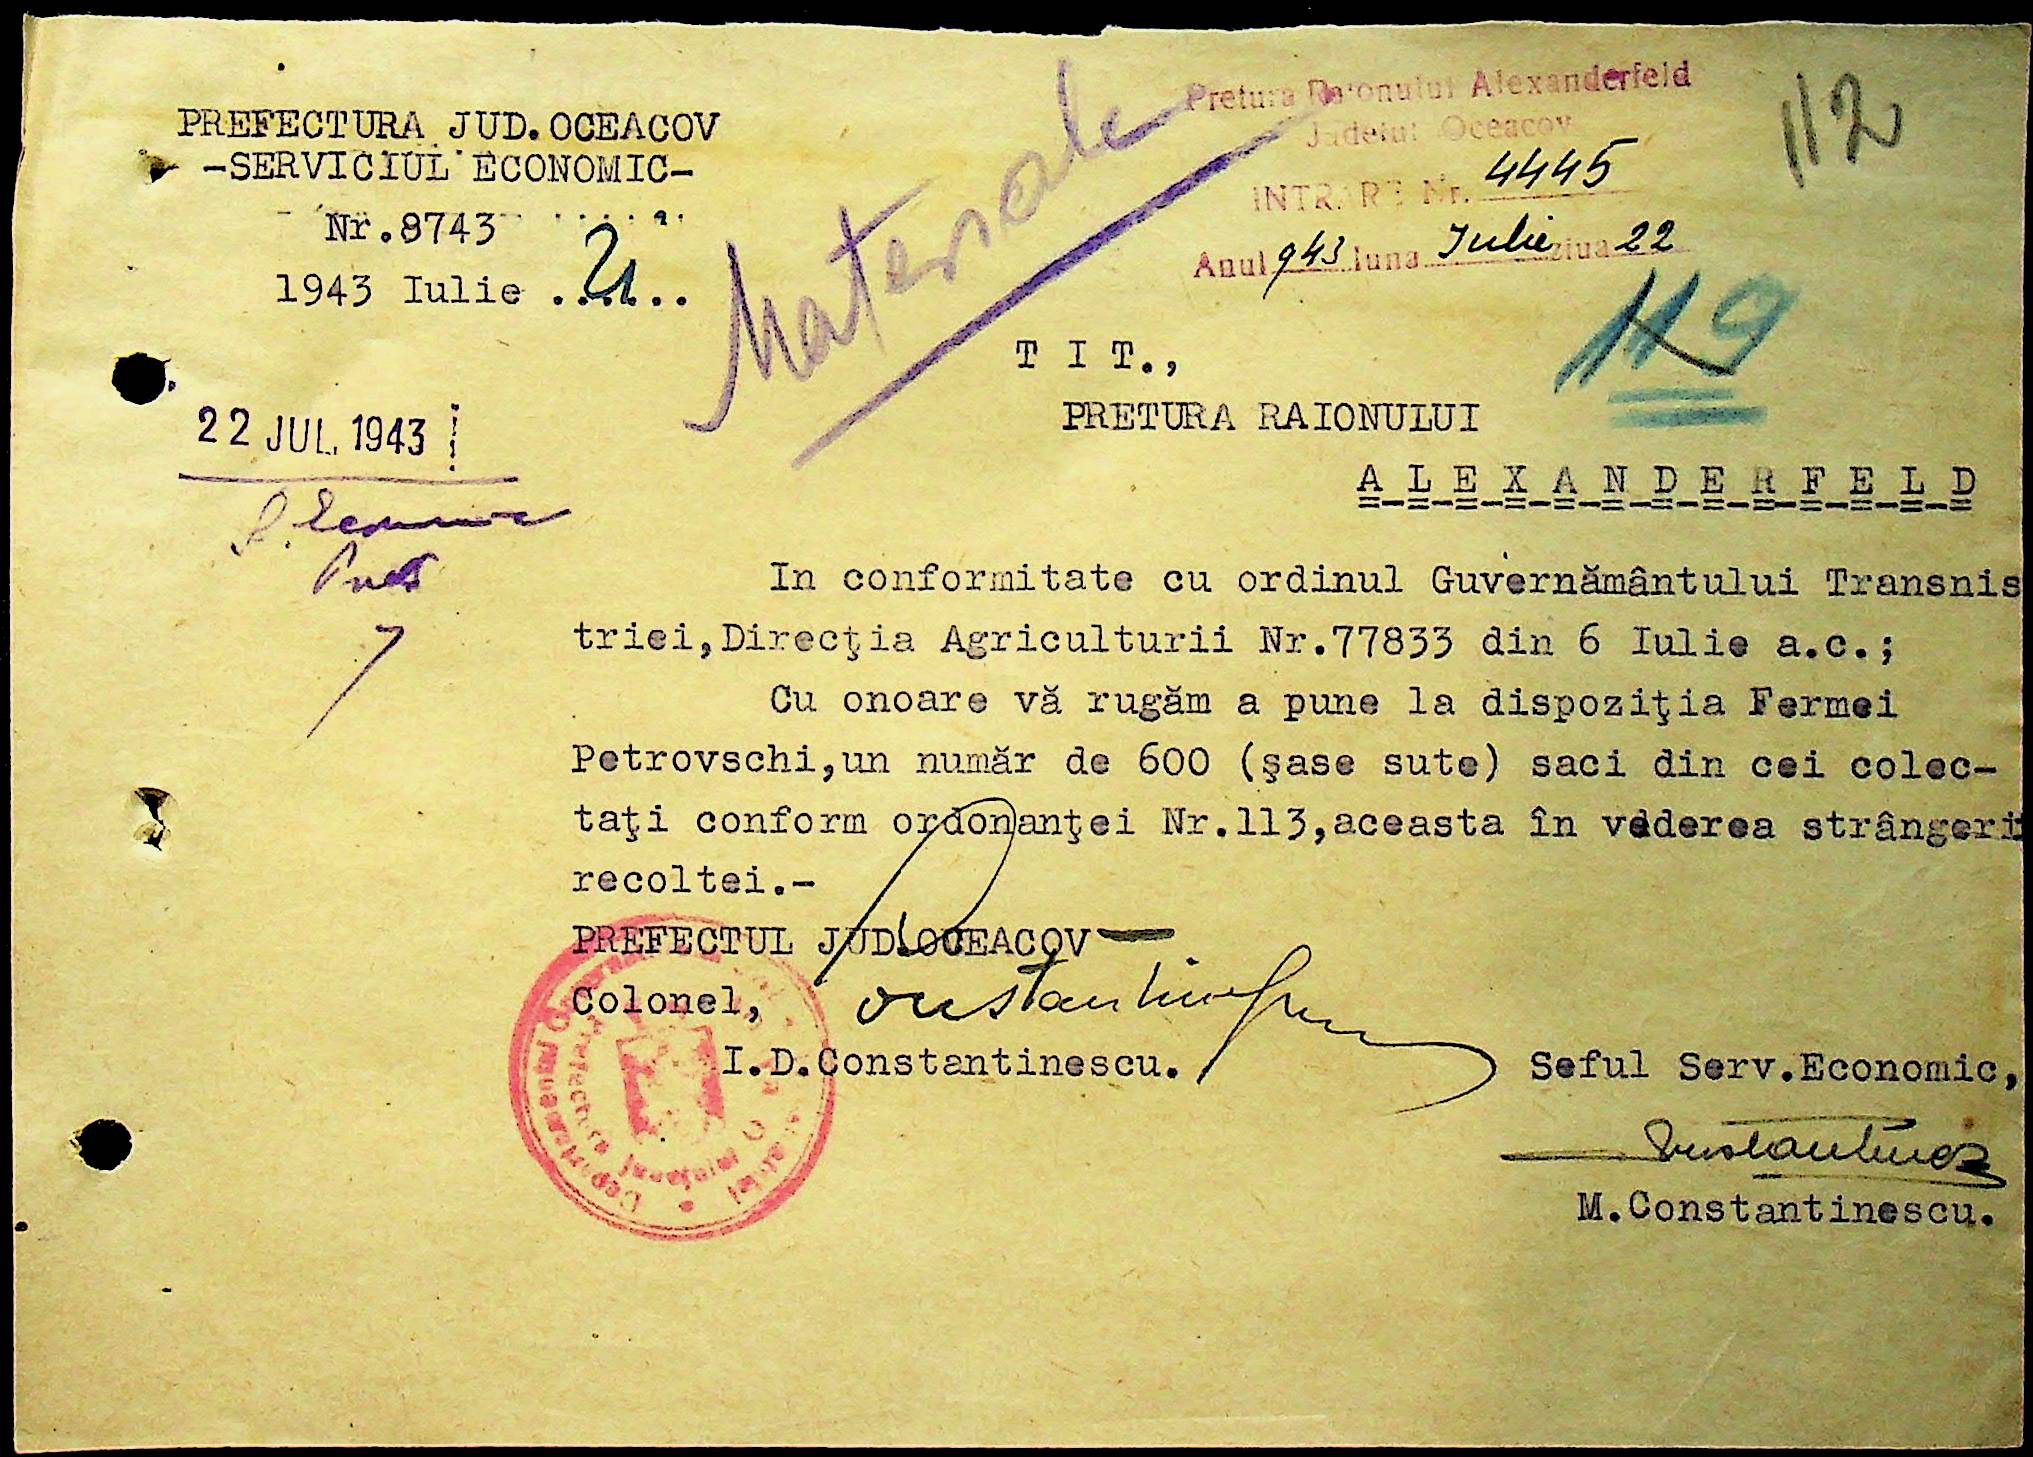 PREFECTURA JUD.OCEACOV
-SERVICIUL ECONOMIC-
Nr.8743
1943 Iulie ..21..
Materiale
Pretura Raionului Alexanderfeld
Judetul Oceacov
INTRARE Nr. 4445
Anul 943 luna Iulie ziua 22
112
119
22 JUL. 1943
T I T.,
PRETURA RAIONULUI
A L E X A N D E R F E L D
In conformitate cu ordinul Guvernământului Transnis
triei,Direcţia Agriculturii Nr.77833 din 6 Iulie a.c.;
Cu onoare vă rugăm a pune la dispoziţia Fermei
Petrovschi,un număr de 600 (şase sute) saci din cei colec-
taţi conform ordonanţei Nr.113,aceasta în vederea strângeri
recoltei.-
PREFECTUL JUD.OCEACOV
Colonel,
I.D.Constantinescu.
Seful Serv.Economic,
M.Constantinescu.